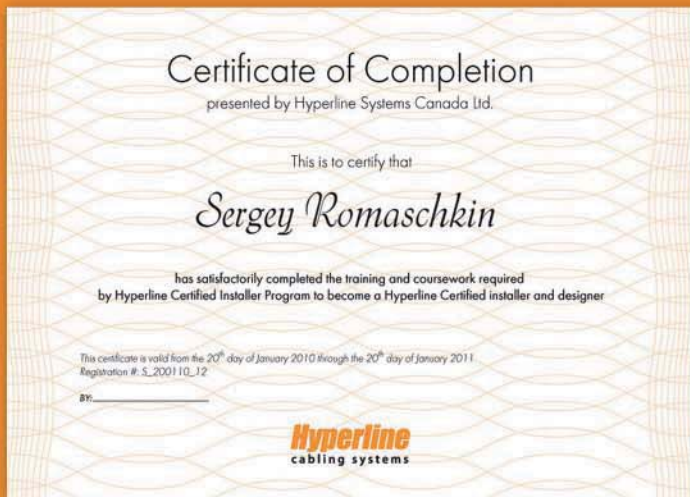 Certificate of Completion
presented by Hyperline Systems Canada Ltd.
This is to certify that
Sergey Romaschkin
has satisfactorily completed the training and coursework required
by Hyperline Certified Installer Program to become a Hyperline Certified installer and designer
This certificate is valid from the 20th day of January 2010 through the 20th day of January 2011
Registration #: S_200110_12
BY:
Hyperline
cabling systems